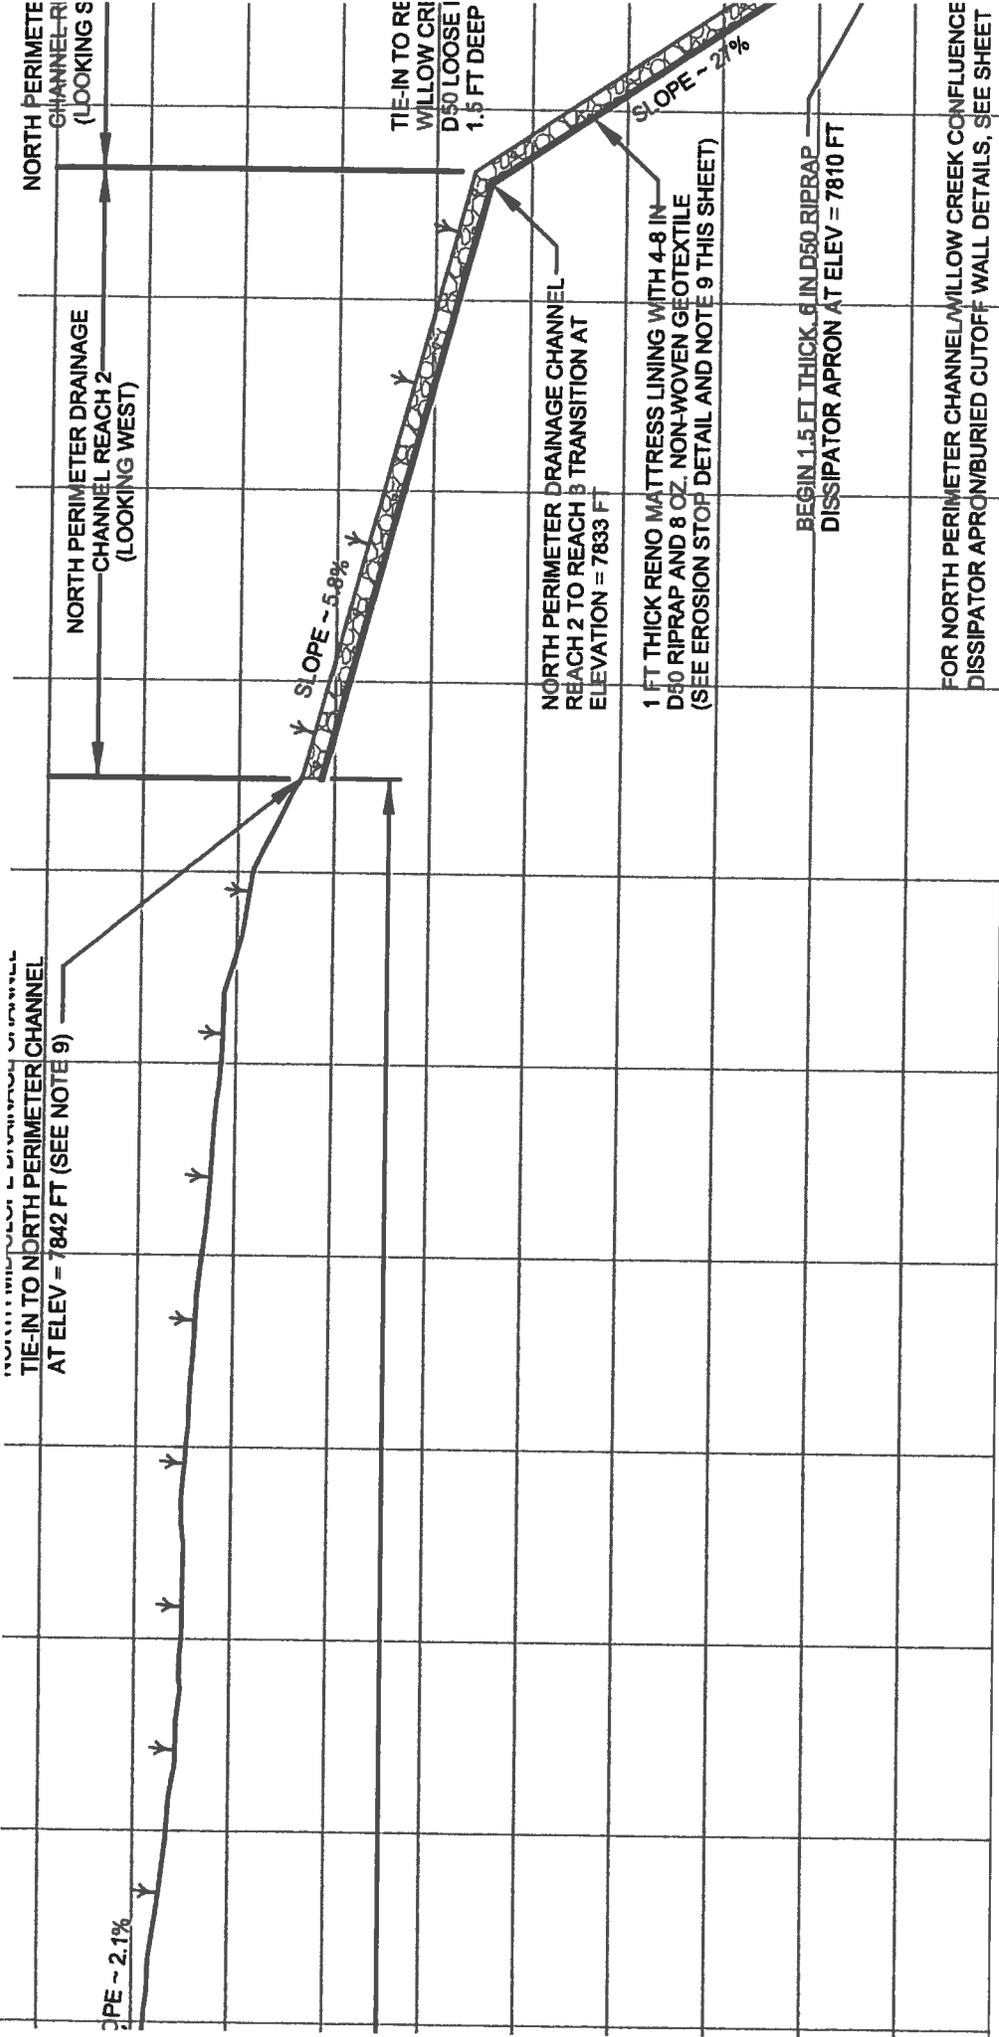 TIE-IN TO NORTH PERIMETER CHANNEL
AT ELEV = 7842 FT (SEE NOTE 9)
NORTH PERIMETER DRAINAGE
CHANNEL REACH 2
(LOOKING WEST)
NORTH PERIMETE
(LOOKING S
TIE-IN TO RE
WILLOW CRE
D50 LOOSE
1.5 FT DEEP
SLOPE ~ 2.1%
SLOPE ~ 5.8%
SLOPE ~ 21%
NORTH PERIMETER DRAINAGE CHANNEL
REACH 2 TO REACH 3 TRANSITION AT
ELEVATION = 7833 FT
1 FT THICK RENO MATTRESS LINING WITH 4-8 IN
D50 RIPRAP AND 8 OZ. NON-WOVEN GEOTEXTILE
(SEE EROSION STOP DETAIL AND NOTE 9 THIS SHEET)
BEGIN 1.5 FT THICK, 6 IN D50 RIPRAP
DISSIPATOR APRON AT ELEV = 7810 FT
FOR NORTH PERIMETER CHANNEL/WILLOW CREEK CONFLUENCE
DISSIPATOR APRON/BURIED CUTOFF WALL DETAILS, SEE SHEET